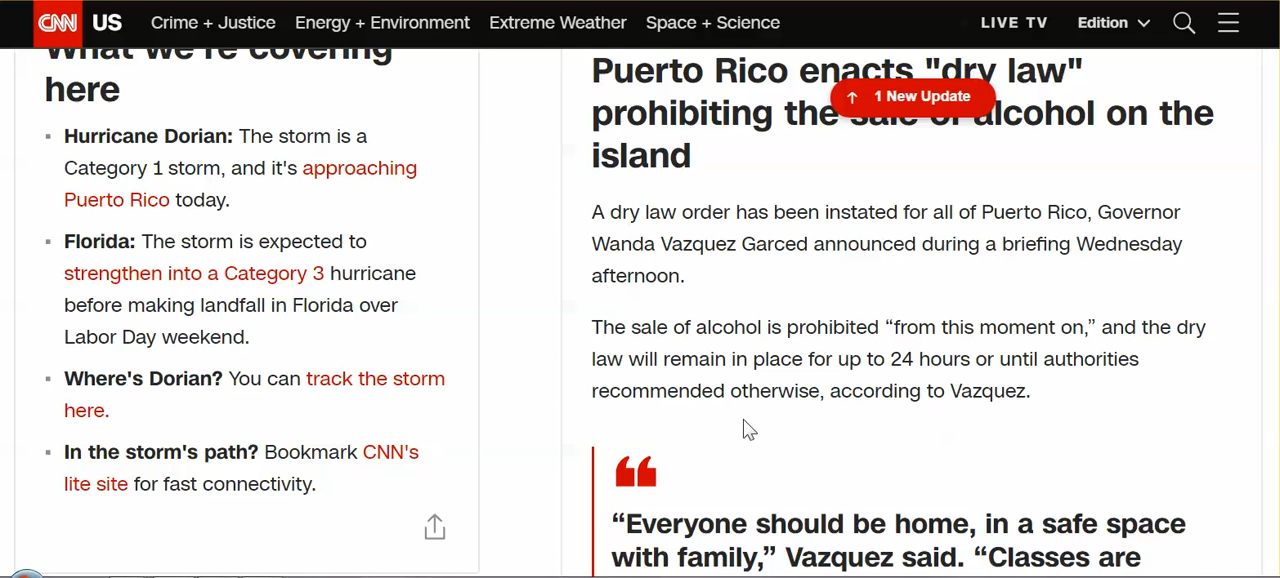 CNN US Crime + Justice Energy + Environment Extreme Weather Space + Science LIVE TV Edition
What we're covering
here
Hurricane Dorian: The storm is a
Category 1 storm, and it's approaching
Puerto Rico today.
Florida: The storm is expected to
strengthen into a Category 3 hurricane
before making landfall in Florida over
Labor Day weekend.
Where's Dorian? You can track the storm
here.
In the storm's path? Bookmark CNN's
lite site for fast connectivity.
Puerto Rico enacts "dry law"
1 New Update
prohibiting the sale of alcohol on the
island
A dry law order has been instated for all of Puerto Rico, Governor
Wanda Vazquez Garced announced during a briefing Wednesday
afternoon.
The sale of alcohol is prohibited “from this moment on,” and the dry
law will remain in place for up to 24 hours or until authorities
recommended otherwise, according to Vazquez.
“Everyone should be home, in a safe space
with family,” Vazquez said. “Classes are